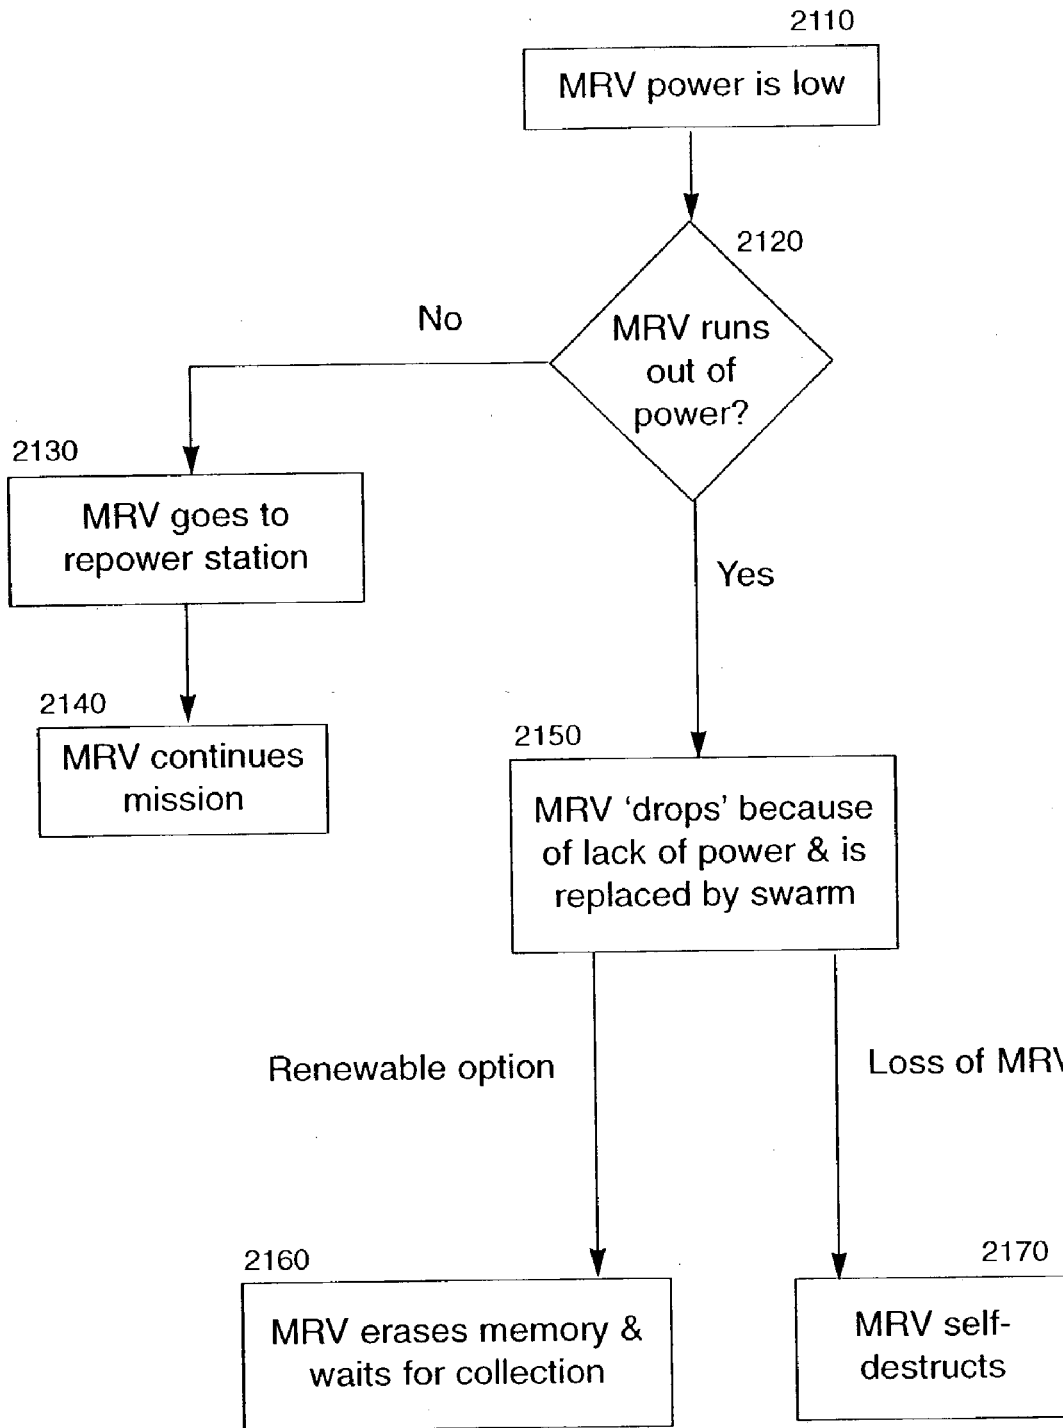 2110
MRV power is low
2120
No
MRV runs
out of
power?
2130
MRV goes to
repower station
Yes
2140
MRV continues
mission
2150
MRV ‘drops’ because
of lack of power & is
replaced by swarm
Renewable option
Loss of MRV
2160
MRV erases memory &
waits for collection
2170
MRV self-
destructs